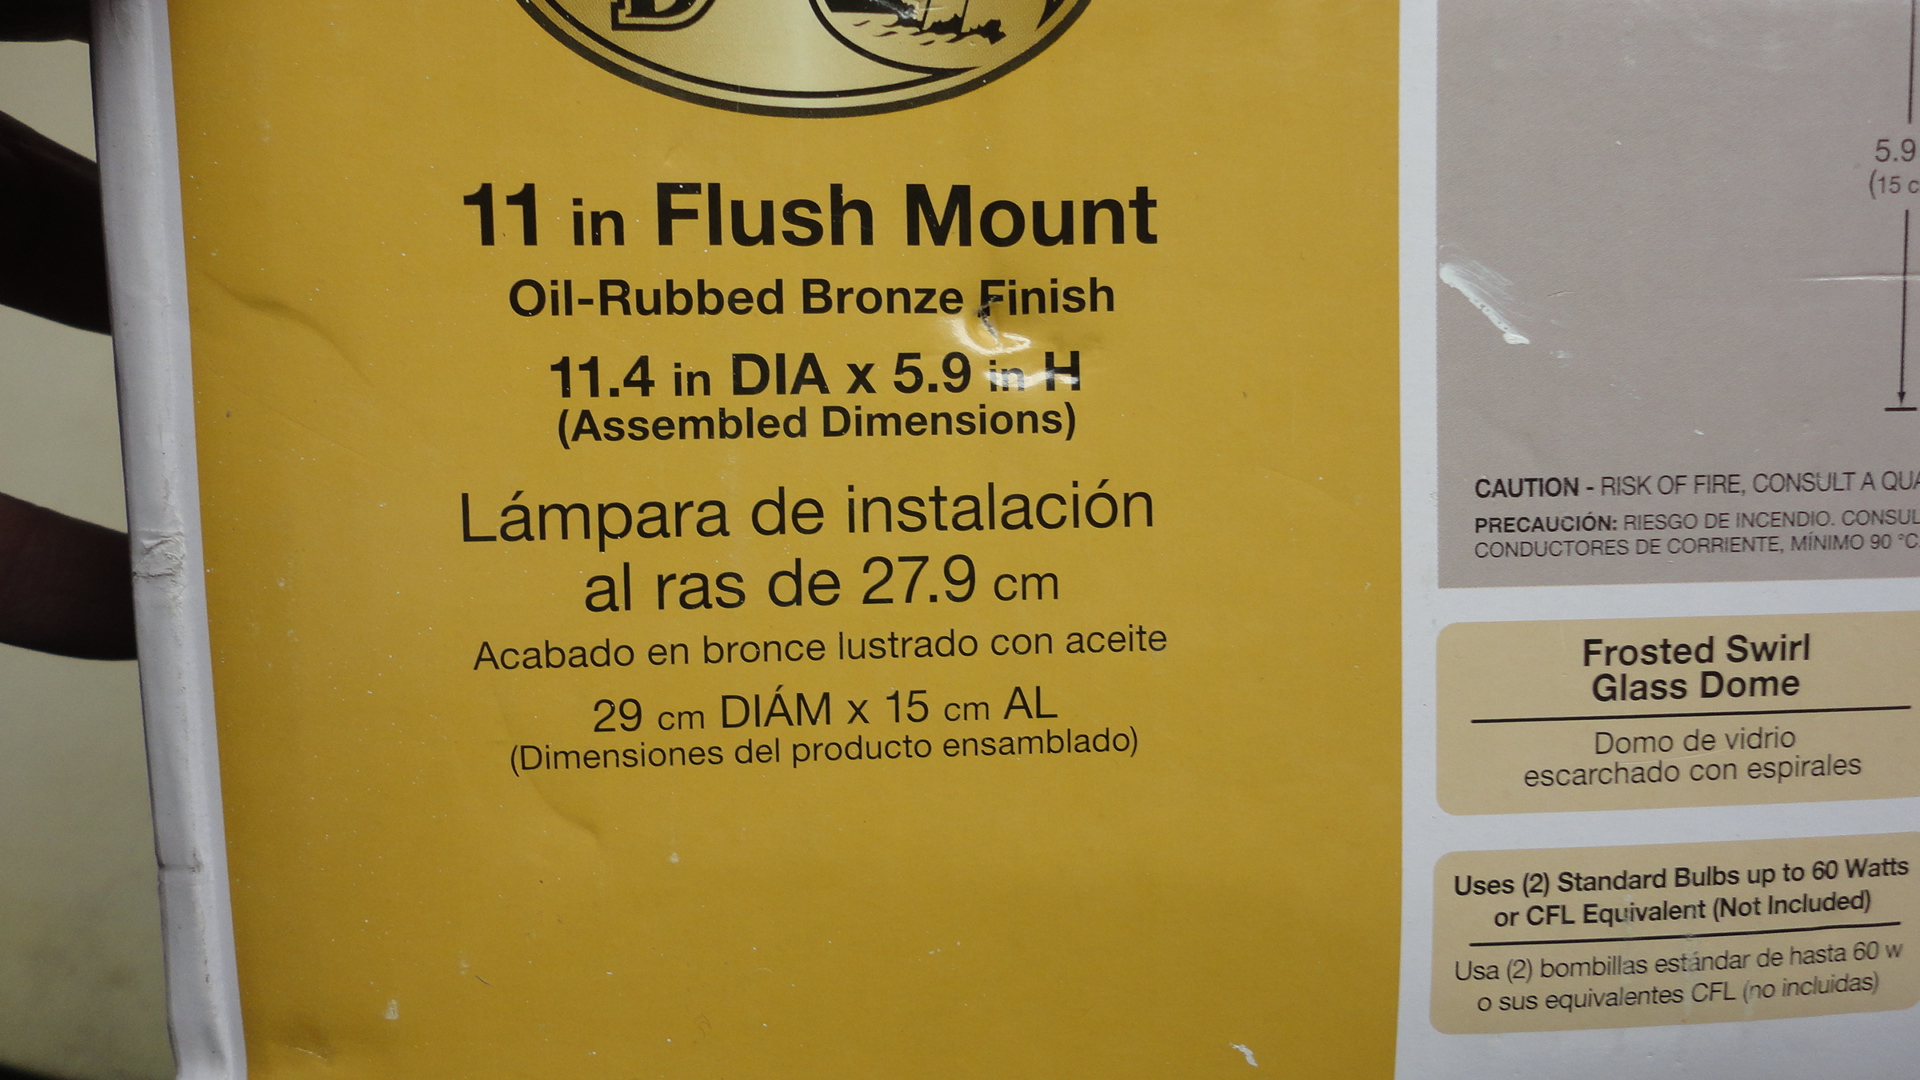 11 in Flush Mount
Oil-Rubbed Bronze Finish
11.4 in DIA x 5.9 in H
(Assembled Dimensions)
Lámpara de instalación
al ras de 27.9 cm
Acabado en bronce lustrado con aceite
29 cm DIÁM x 15 cm AL
(Dimensiones del producto ensamblado)
5.9
(15 c
CAUTION - RISK OF FIRE, CONSULT A QUA
PRECAUCIÓN: RIESGO DE INCENDIO. CONSUL
CONDUCTORES DE CORRIENTE, MÍNIMO 90 °C
Frosted Swirl
Glass Dome
Domo de vidrio
escarchado con espirales
Uses (2) Standard Bulbs up to 60 Watts
or CFL Equivalent (Not Included)
Usa (2) bombillas estándar de hasta 60 w
o sus equivalentes CFL (no incluidas)